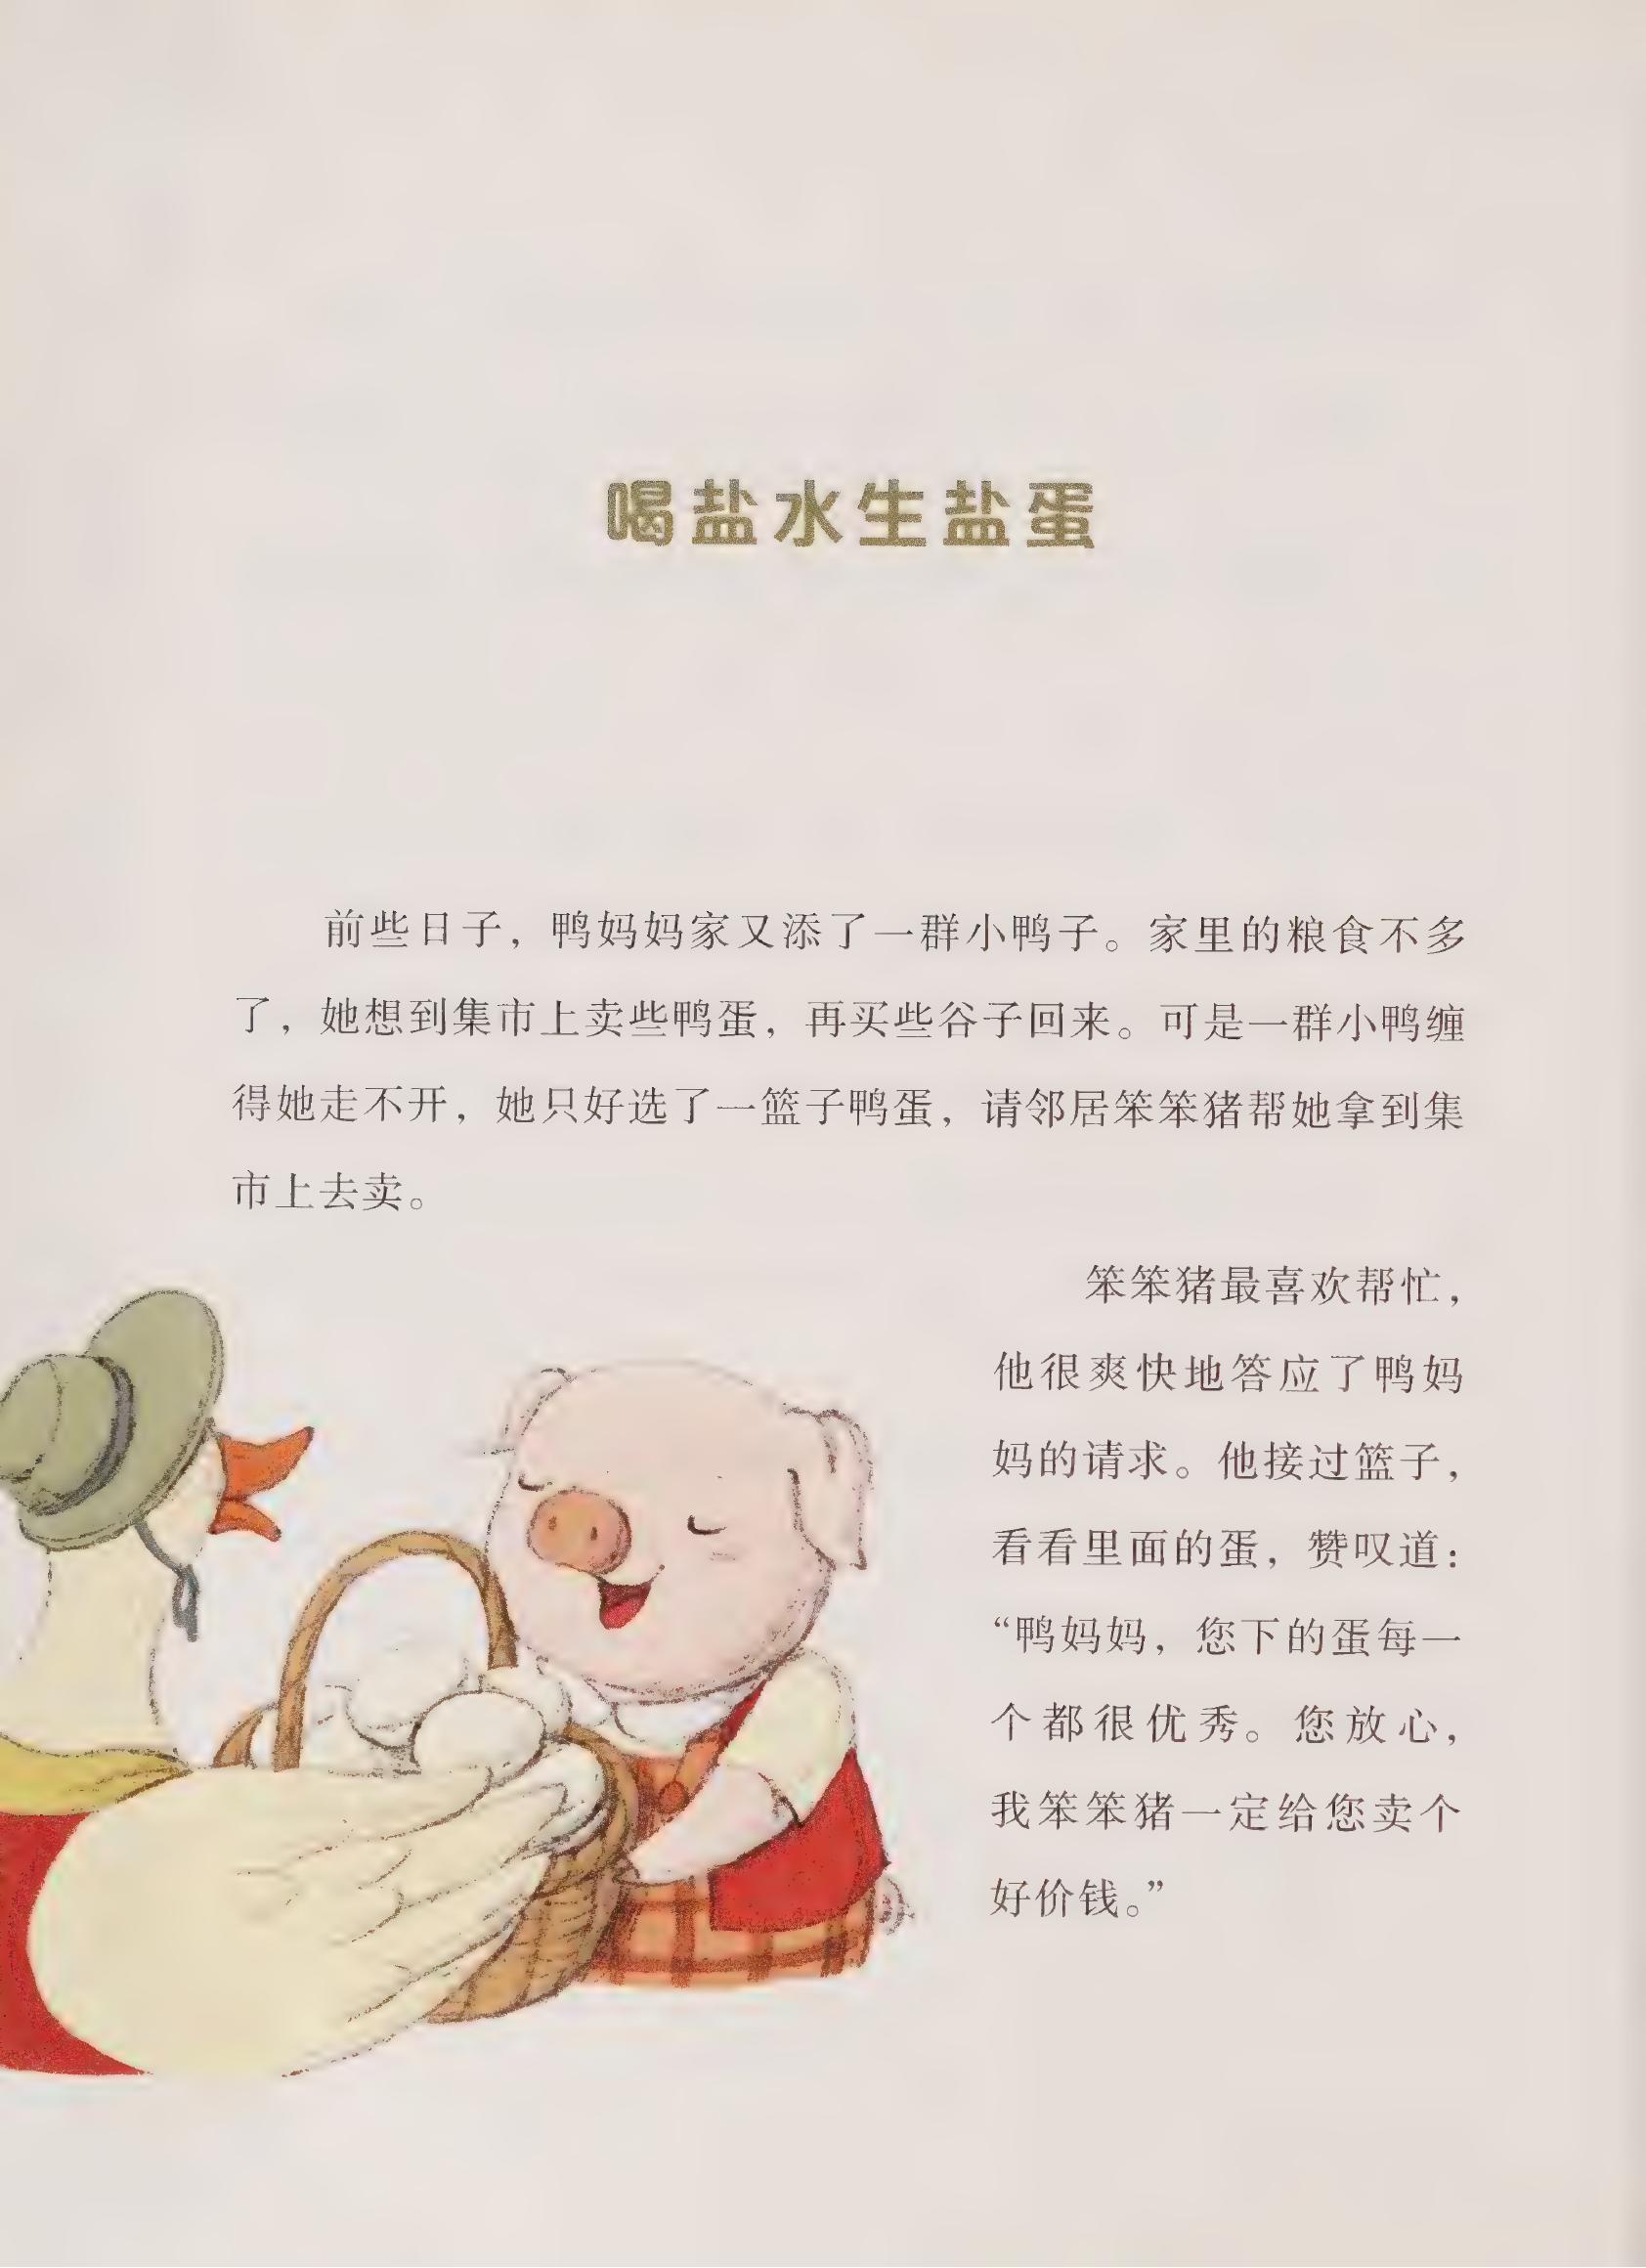 喝盐水生盐蛋
前些日子，鸭妈妈家又添了一群小鸭子。家里的粮食不多
了，她想到集市上卖些鸭蛋，再买些谷子回来。可是一群小鸭缠
得她走不开，她只好选了一篮子鸭蛋，请邻居笨笨猪帮她拿到集
市上去卖。
笨笨猪最喜欢帮忙，
他很爽快地答应了鸭妈
妈的请求。他接过篮子，
看看里面的蛋，赞叹道：
“鸭妈妈，您下的蛋每一
个都很优秀。您放心，
我笨笨猪一定给您卖个
好价钱。”